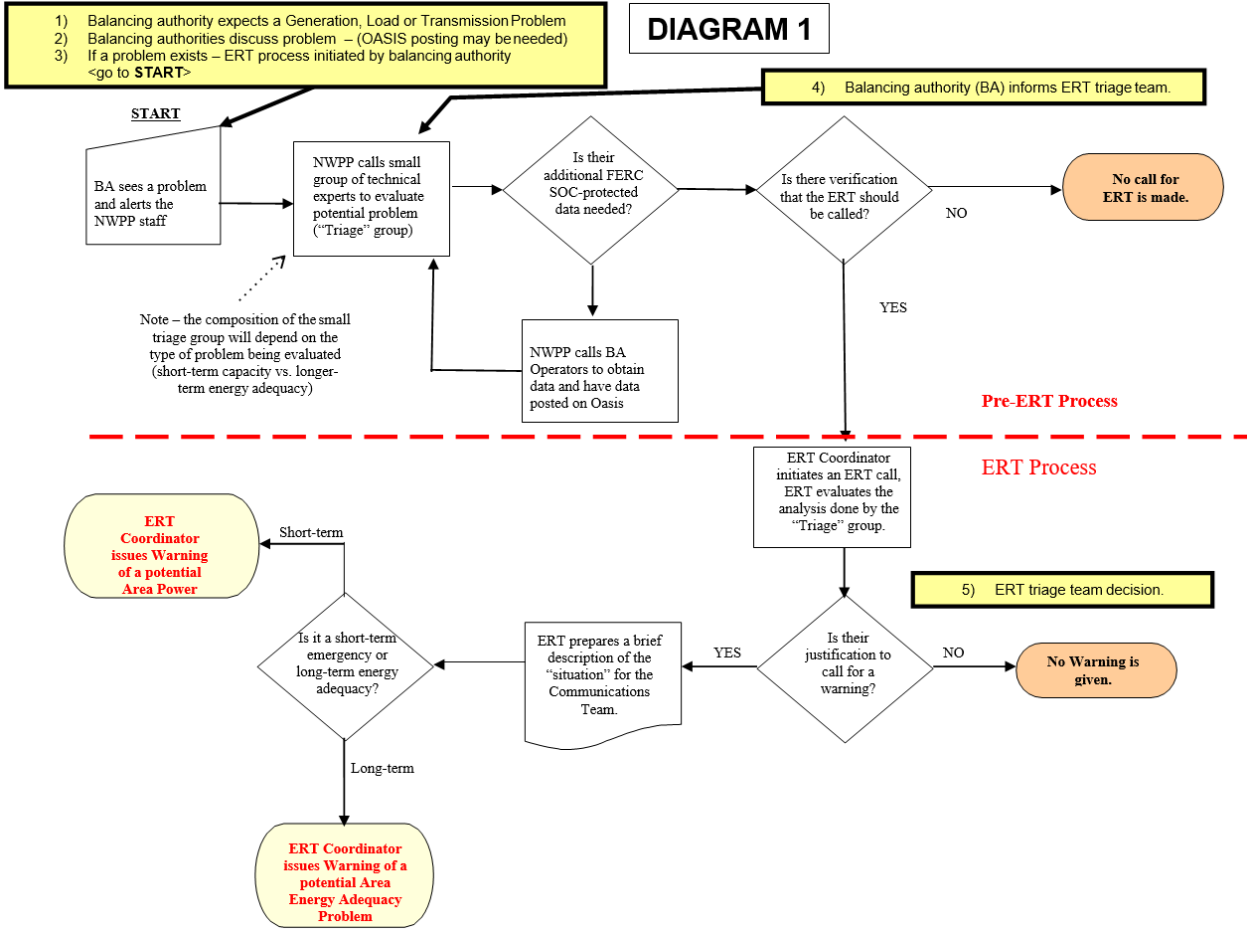 1) Balancing authority expects a Generation, Load or Transmission Problem
2) Balancing authorities discuss problem – (OASIS posting may be needed)
3) If a problem exists – ERT process initiated by balancing authority
<go to START>
DIAGRAM 1
4) Balancing authority (BA) informs ERT triage team.
START
BA sees a problem
and alerts the
NWPP staff
NWPP calls small
group of technical
experts to evaluate
potential problem
(“Triage” group)
Is their
additional FERC
SOC-protected
data needed?
Is there verification
that the ERT should
be called?
NO
No call for
ERT is made.
YES
Note – the composition of the small
triage group will depend on the
type of problem being evaluated
(short-term capacity vs. longer-
term energy adequacy)
NWPP calls BA
Operators to obtain
data and have data
posted on Oasis
Pre-ERT Process
ERT Process
ERT Coordinator
initiates an ERT call,
ERT evaluates the
analysis done by the
“Triage” group.
5) ERT triage team decision.
Is their
justification to
call for a
warning?
NO
No Warning is
given.
YES
ERT prepares a brief
description of the
“situation” for the
Communications
Team.
Is it a short-term
emergency or
long-term energy
adequacy?
Short-term
ERT
Coordinator
issues Warning
of a potential
Area Power
Long-term
ERT Coordinator
issues Warning of a
potential Area
Energy Adequacy
Problem